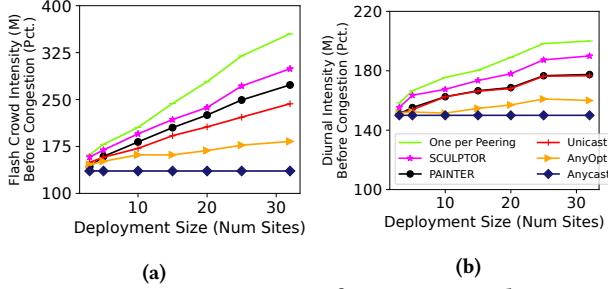 Flash Crowd Intensity (M)
Before Congestion (Pct.)
400
325
250
175
100
10
20
30
Deployment Size (Num Sites)
(a)
Diurnal Intensity (M)
Before Congestion (Pct.)
220
180
140
100
One per Peering
SCULPTOR
PAINTER
Unicast
AnyOpt
Anycast
10
20
30
Deployment Size (Num Sites)
(b)